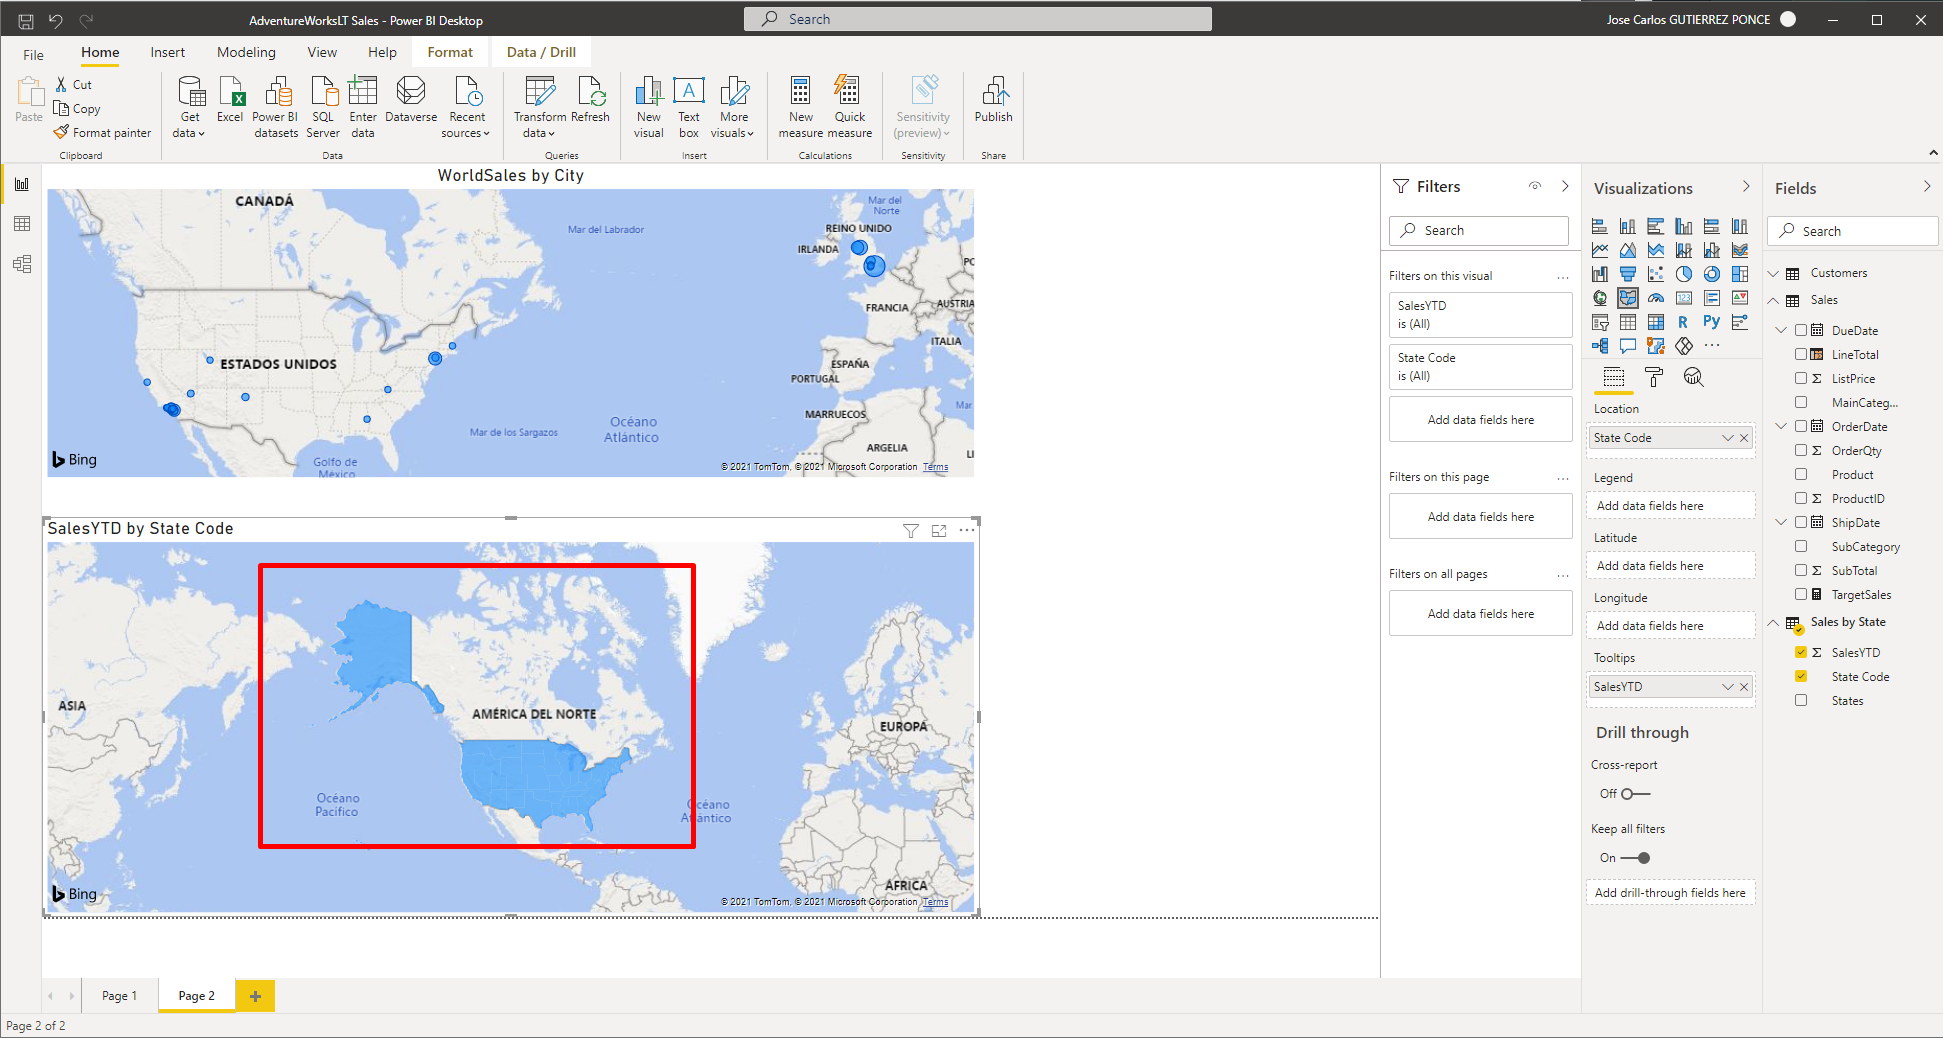 AdventureWorksLT Sales - Power BI Desktop
Search
Jose Carlos GUTIERREZ PONCE
File
Home
Insert
Modeling
View
Help
Format
Data / Drill
Paste
Cut
Copy
Format painter
Clipboard
Get data
Excel
Power BI datasets
SQL Server
Enter data
Dataverse
Recent sources
Data
Transform data
Refresh
Queries
New visual
Text box
More visuals
Insert
New measure
Quick measure
Calculations
Sensitivity (preview)
Sensitivity
Publish
Share
WorldSales by City
CANADÁ
Mar del Labrador
Mar del Norte
REINO UNIDO
IRLANDA
PO
FRANCIA
AUSTRIA
ITALIA
ESTADOS UNIDOS
ESPAÑA
PORTUGAL
Mar
MARRUECOS
Océano Atlántico
Mar de los Sargazos
ARGELIA
LI
Golfo de México
Bing
© 2021 TomTom, © 2021 Microsoft Corporation Terms
SalesYTD by State Code
ASIA
AMÉRICA DEL NORTE
EUROPA
Océano Pacífico
Océano Atlántico
ÁFRICA
Bing
© 2021 TomTom, © 2021 Microsoft Corporation Terms
Filters
Search
Filters on this visual
SalesYTD
is (All)
State Code
is (All)
Add data fields here
Filters on this page
Add data fields here
Filters on all pages
Add data fields here
Visualizations
123
R
Py
Location
State Code
Legend
Add data fields here
Latitude
Add data fields here
Longitude
Add data fields here
Tooltips
SalesYTD
Drill through
Cross-report
Off
Keep all filters
On
Add drill-through fields here
Fields
Search
Customers
Sales
DueDate
LineTotal
ListPrice
MainCateg...
OrderDate
OrderQty
Product
ProductID
ShipDate
SubCategory
SubTotal
TargetSales
Sales by State
SalesYTD
State Code
States
Page 1
Page 2
Page 2 of 2